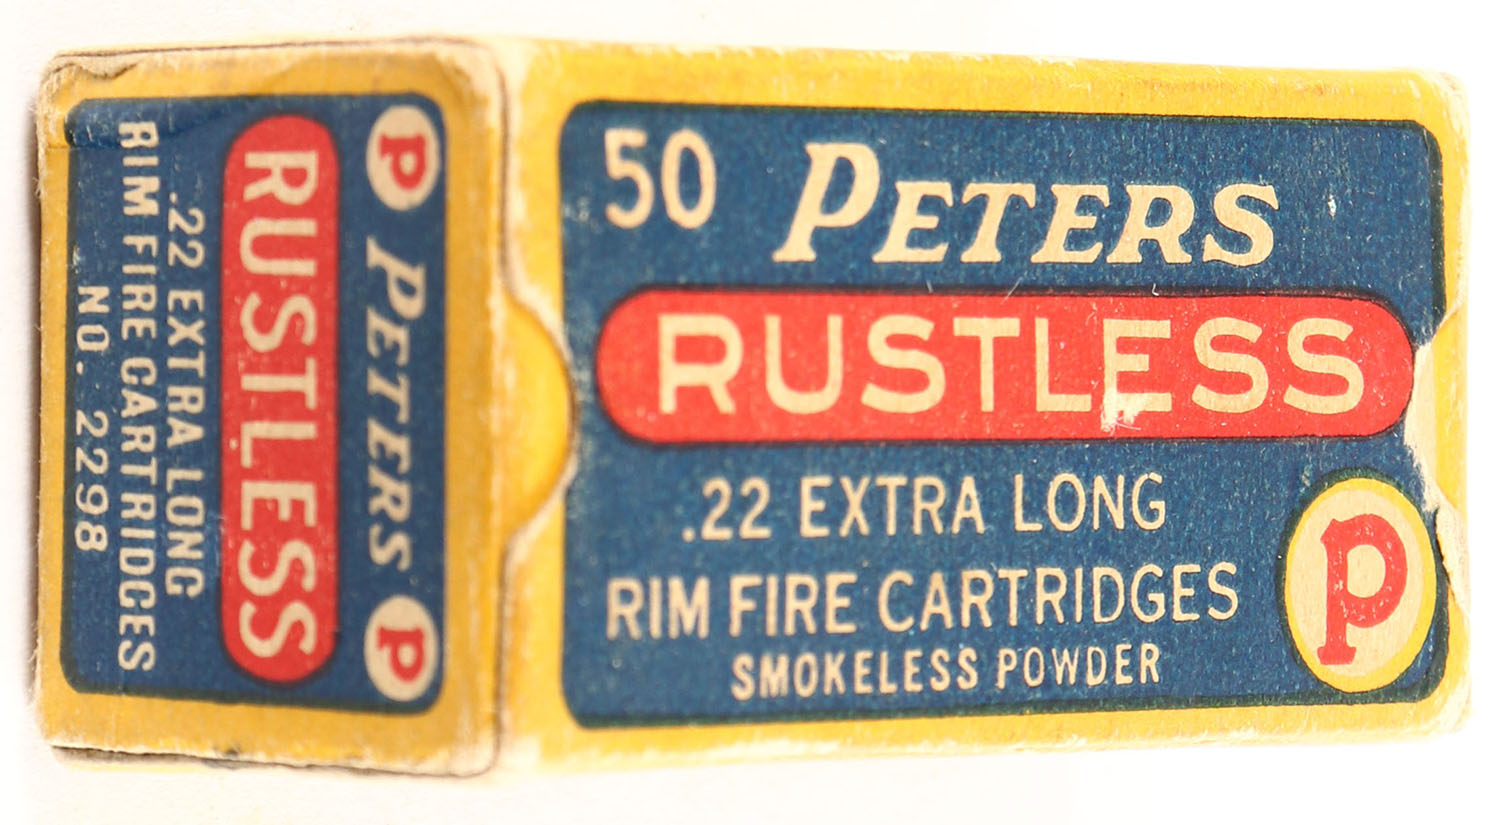 50 PETERS
RUSTLESS
.22 EXTRA LONG
RIM FIRE CARTRIDGES
SMOKELESS POWDER
P
P PETERS P
RUSTLESS
.22 EXTRA LONG
RIM FIRE CARTRIDGES
NO. 2298